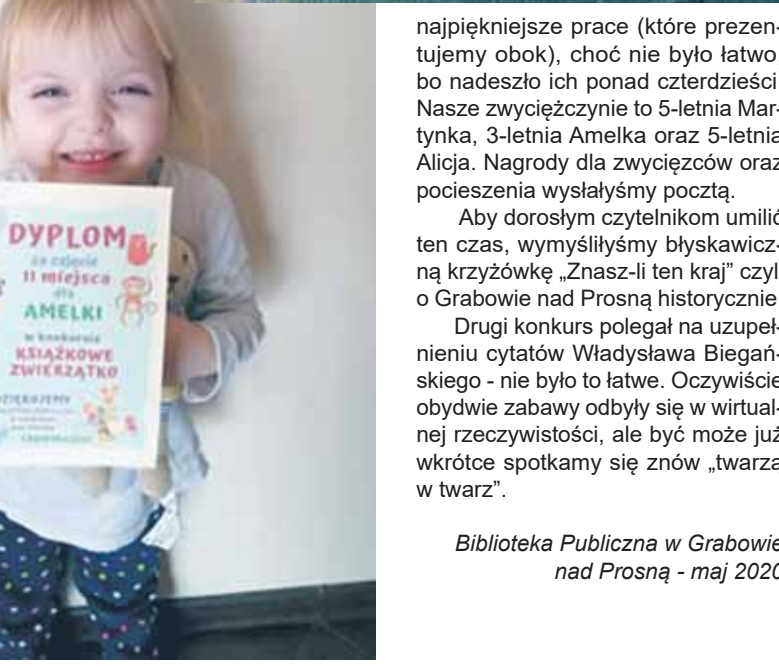 DYPLOM
za zajęcie
II miejsca
dla
AMELKI
w konkursie
KSIĄŻKOWE
ZWIERZĄTKO
najpiękniejsze prace (które prezen-
tujemy obok), choć nie było łatwo,
bo nadeszło ich ponad czterdzieści
Nasze zwyciężczynie to 5-letnia Mar-
tynka, 3-letnia Amelka oraz 5-letnia
Alicja. Nagrody dla zwycięzców oraz
pocieszenia wysłałyśmy pocztą.
Aby dorosłym czytelnikom umilić
ten czas, wymyśliłyśmy błyskawicz-
ną krzyżówkę „Znasz-li ten kraj” czyl
o Grabowie nad Prosną historycznie
Drugi konkurs polegał na uzupeł-
nieniu cytatów Władysława Biegań-
skiego - nie było to łatwe. Oczywiście
obydwie zabawy odbyły się w wirtual-
nej rzeczywistości, ale być może już
wkrótce spotkamy się znów „twarzą
w twarz”.
Biblioteka Publiczna w Grabowie
nad Prosną - maj 2020